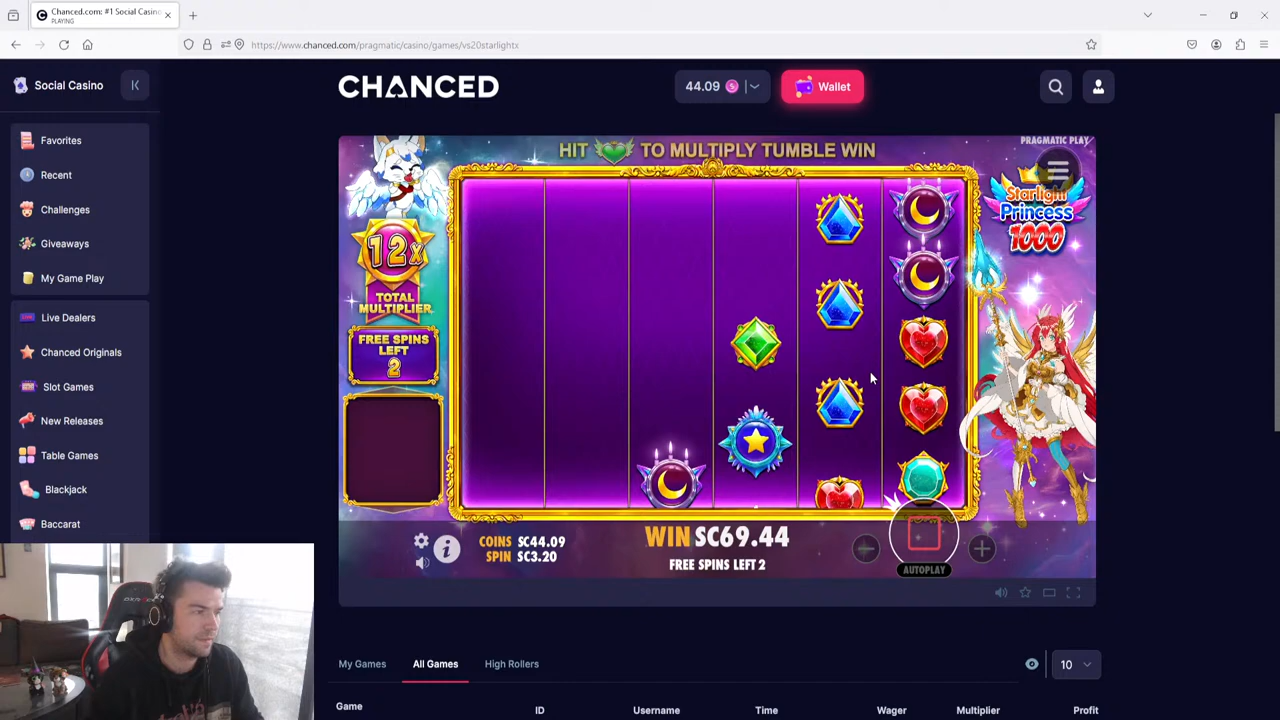 Chanced.com: #1 Social Casino
PLAYING
https://www.chanced.com/pragmatic/casino/games/vs20starlightx
Social Casino
CHANCED
44.09
Wallet
Favorites
Recent
Challenges
Giveaways
My Game Play
Live Dealers
Chanced Originals
Slot Games
New Releases
Table Games
Blackjack
Baccarat
HIT TO MULTIPLY TUMBLE WIN
PRAGMATIC PLAY
Starlight
Princess
1000
12x
TOTAL
MULTIPLIER
FREE SPINS
LEFT
2
COINS SC44.09
SPIN SC3.20
WIN SC69.44
FREE SPINS LEFT 2
AUTOPLAY
My Games
All Games
High Rollers
10
Game
ID
Username
Time
Wager
Multiplier
Profit